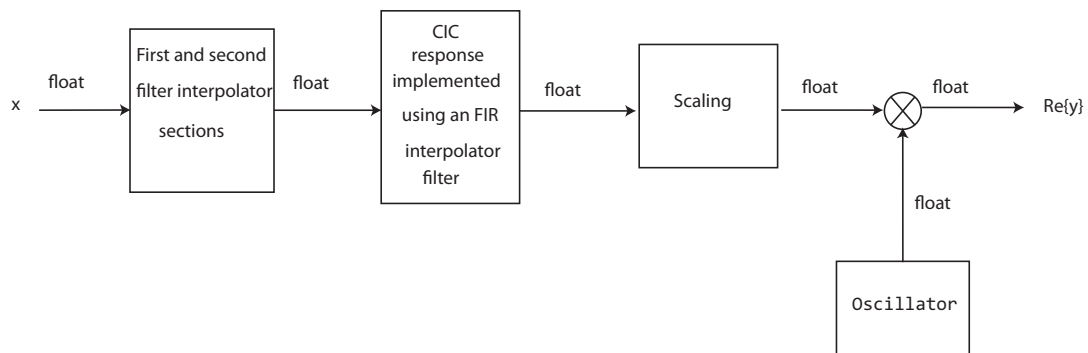 x
float
First and second
filter interpolator
sections
float
CIC
response
implemented
using an FIR
interpolator
filter
float
Scaling
float
float
Re{y}
float
Oscillator